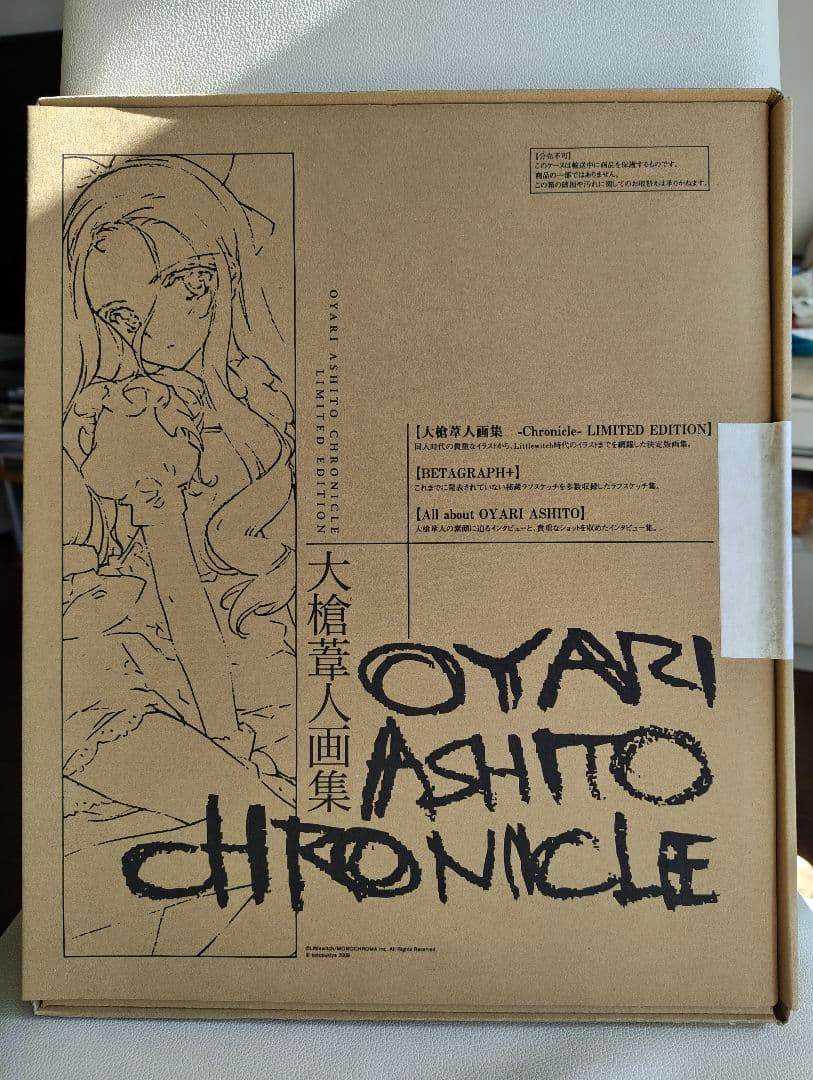 【分売不可】
このケースは輸送中に商品を保護するものです。
商品の一部ではありません。
この箱の破損や汚れに関してのお取替えは承りかねます。
OYARI ASHITO CHRONICLE
LIMITED EDITION
大槍葦人画集
【大槍葦人画集 -Chronicle- LIMITED EDITION】
同人時代の貴重なイラストから、Littlewitch時代のイラストまでを網羅した決定版画集。
【BETAGRAPH+】
これまでに発表されていない秘蔵ラフスケッチを多数収録したラフスケッチ集。
【All about OYARI ASHITO】
大槍葦人の素顔に迫るインタビューと、貴重なショットを収めたインタビュー集。
OYARI
ASHITO
CHRONICLE
©Littlewitch/MONOCHROMA Inc. All Rights Reserved.
© 2009